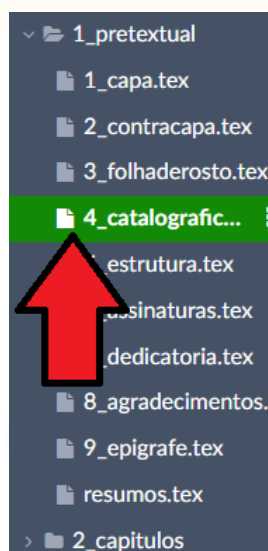 1_pretextual
1_capa.tex
2_contracapa.tex
3_folhaderosto.tex
4_catalografic...
_estrutura.tex
assinaturas.tex
dedicatoria.tex
8_agradecimentos.
9_epigrafe.tex
resumos.tex
2_capitulos